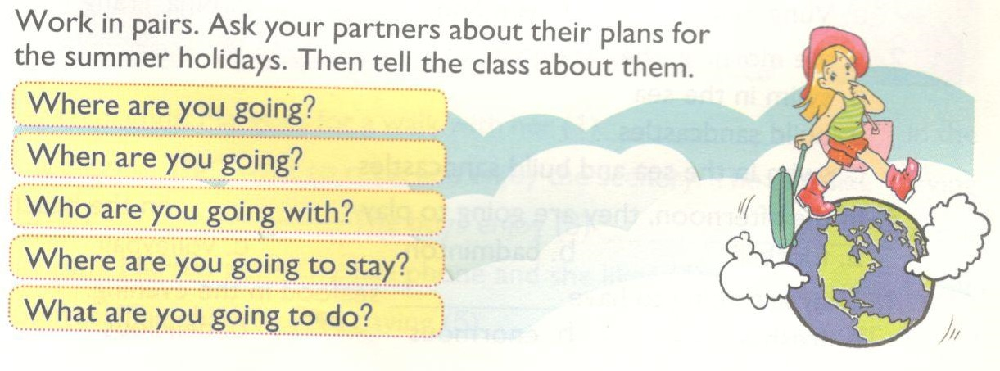 Work in pairs. Ask your partners about their plans for
the summer holidays. Then tell the class about them.
Where are you going?
When are you going?
Who are you going with?
Where are you going to stay?
What are you going to do?